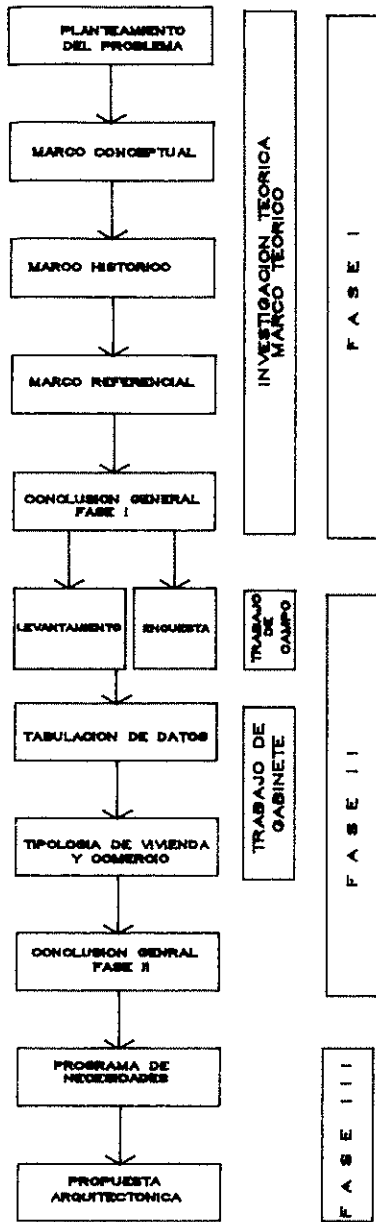 PLANTEAMIENTO
DEL PROBLEMA
MARCO CONCEPTUAL
MARCO HISTORICO
MARCO REFERENCIAL
CONCLUSION GENERAL
FASE I
LEVANTAMIENTO
ENCUESTA
TABULACION DE DATOS
TIPOLOGIA DE VIVIENDA
Y COMERCIO
CONCLUSION GENRAL
FASE II
PROGRAMA DE
NECESIDADES
PROPUESTA
ARQUITECTONICA
INVESTIGACION TEORICA
MARCO TEORICO
TRABAJO
DE
CAMPO
TRABAJO DE
GABINETE
FASE I
FASE II
FASE III